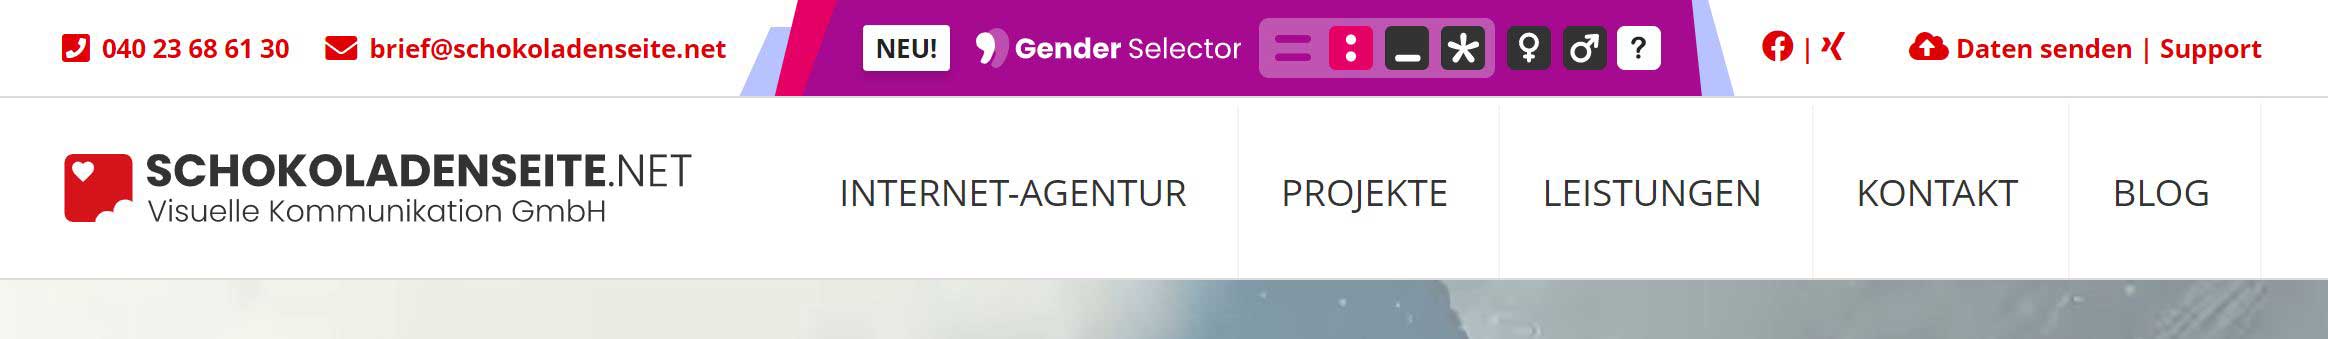 040 23 68 61 30 brief@schokoladenseite.net NEU! Gender Selector : _ * ♀ ♂ ? | Daten senden | Support
SCHOKOLADENSEITE.NET
Visuelle Kommunikation GmbH
INTERNET-AGENTUR PROJEKTE LEISTUNGEN KONTAKT BLOG